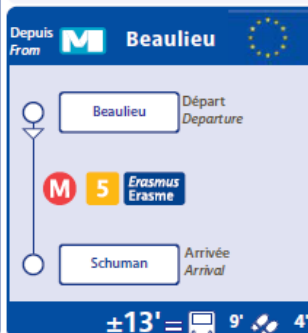 Depuis
From
M
Beaulieu
Beaulieu
Départ
Departure
M 5 Erasmus
Erasme
Schuman
Arrivée
Arrival
±13' = 9' 4'